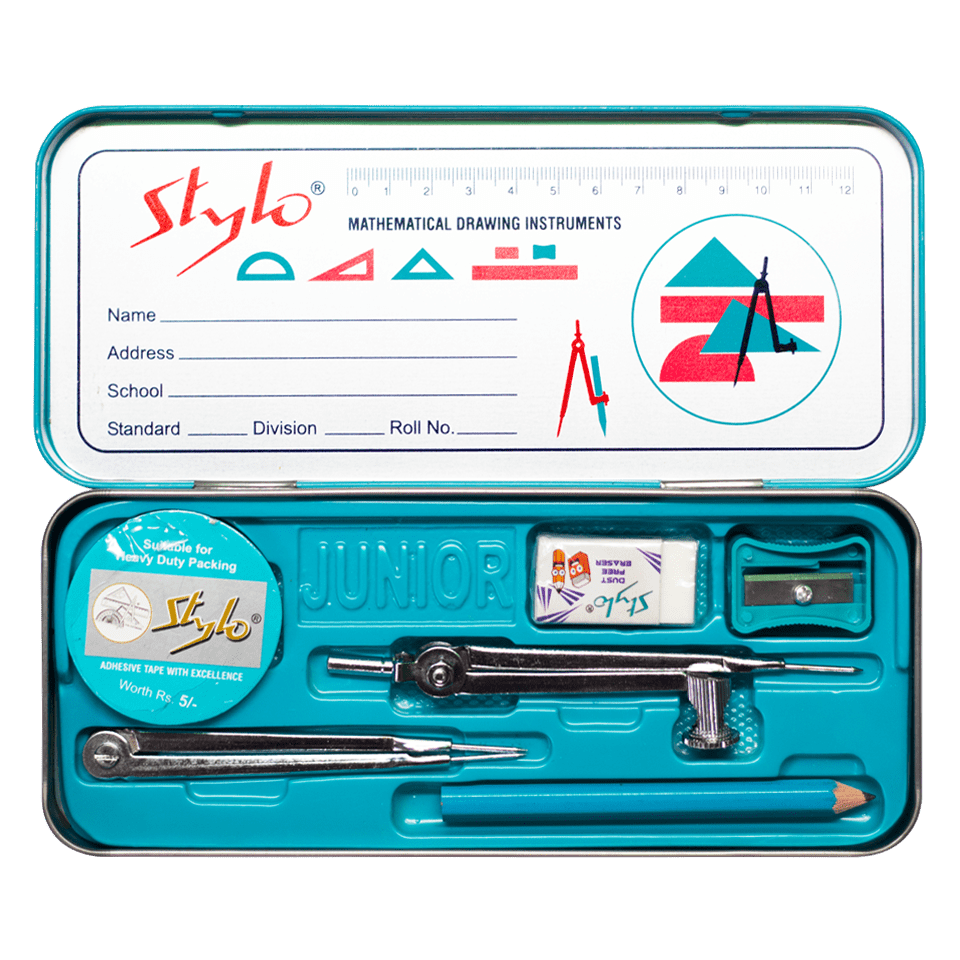 Stylo®
0 1 2 3 4 5 6 7 8 9 10 11 12
MATHEMATICAL DRAWING INSTRUMENTS
Name
Address
School
Standard Division Roll No.
Suitable for
Heavy Duty Packing
Stylo®
ADHESIVE TAPE WITH EXCELLENCE
Worth Rs. 5/-
JUNIOR
DUST
FREE
ERASER
Stylo